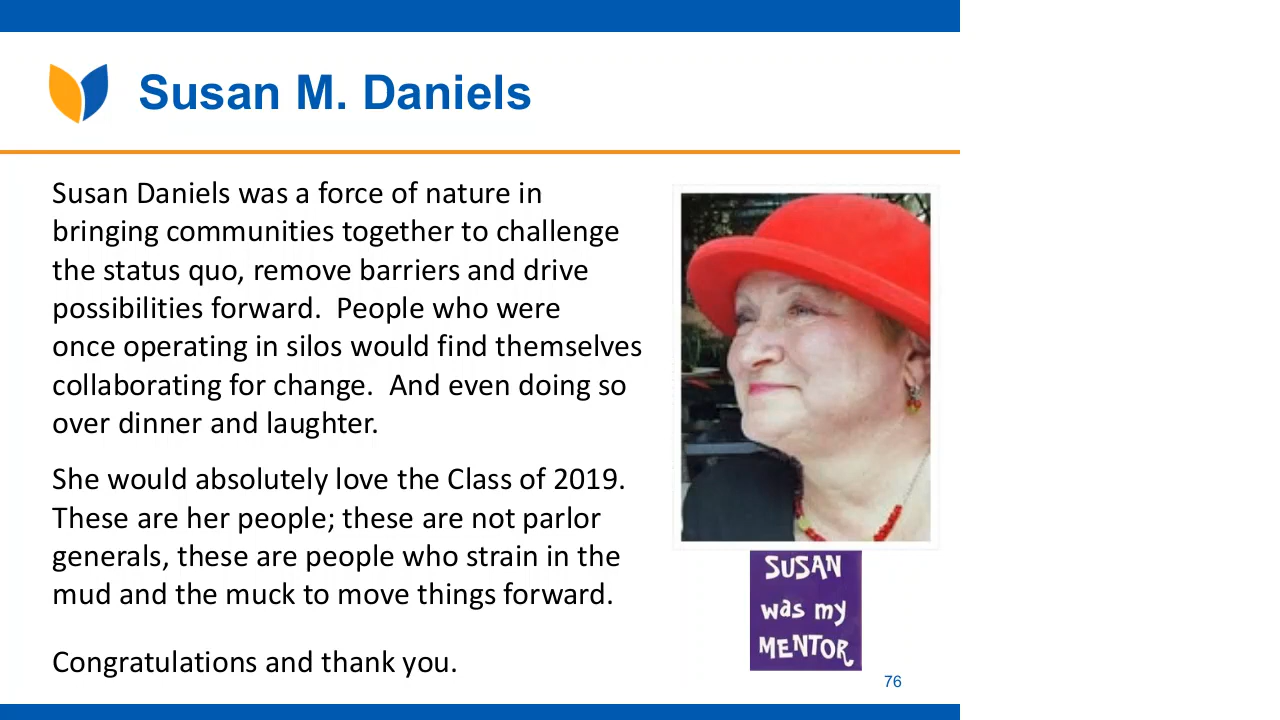 Susan M. Daniels
Susan Daniels was a force of nature in
bringing communities together to challenge
the status quo, remove barriers and drive
possibilities forward.  People who were
once operating in silos would find themselves
collaborating for change.  And even doing so
over dinner and laughter.
She would absolutely love the Class of 2019.
These are her people; these are not parlor
generals, these are people who strain in the
mud and the muck to move things forward.
Congratulations and thank you.
SUSAN
was my
MENTOR
76